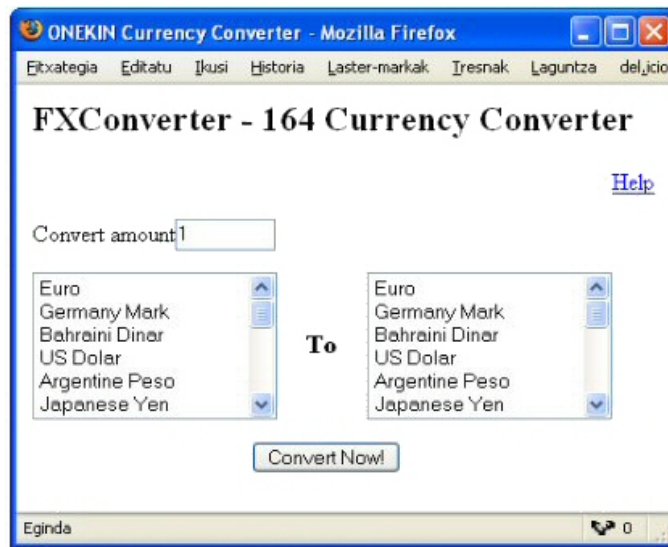 ONEKIN Currency Converter - Mozilla Firefox
Fitxategia Editatu Ikusi Historia Laster-markak Tresnak Laguntza del.icio
FXConverter - 164 Currency Converter
Help
Convert amount 1
Euro
Germany Mark
Bahraini Dinar
US Dolar
Argentine Peso
Japanese Yen
To
Euro
Germany Mark
Bahraini Dinar
US Dolar
Argentine Peso
Japanese Yen
Convert Now!
Eginda 0